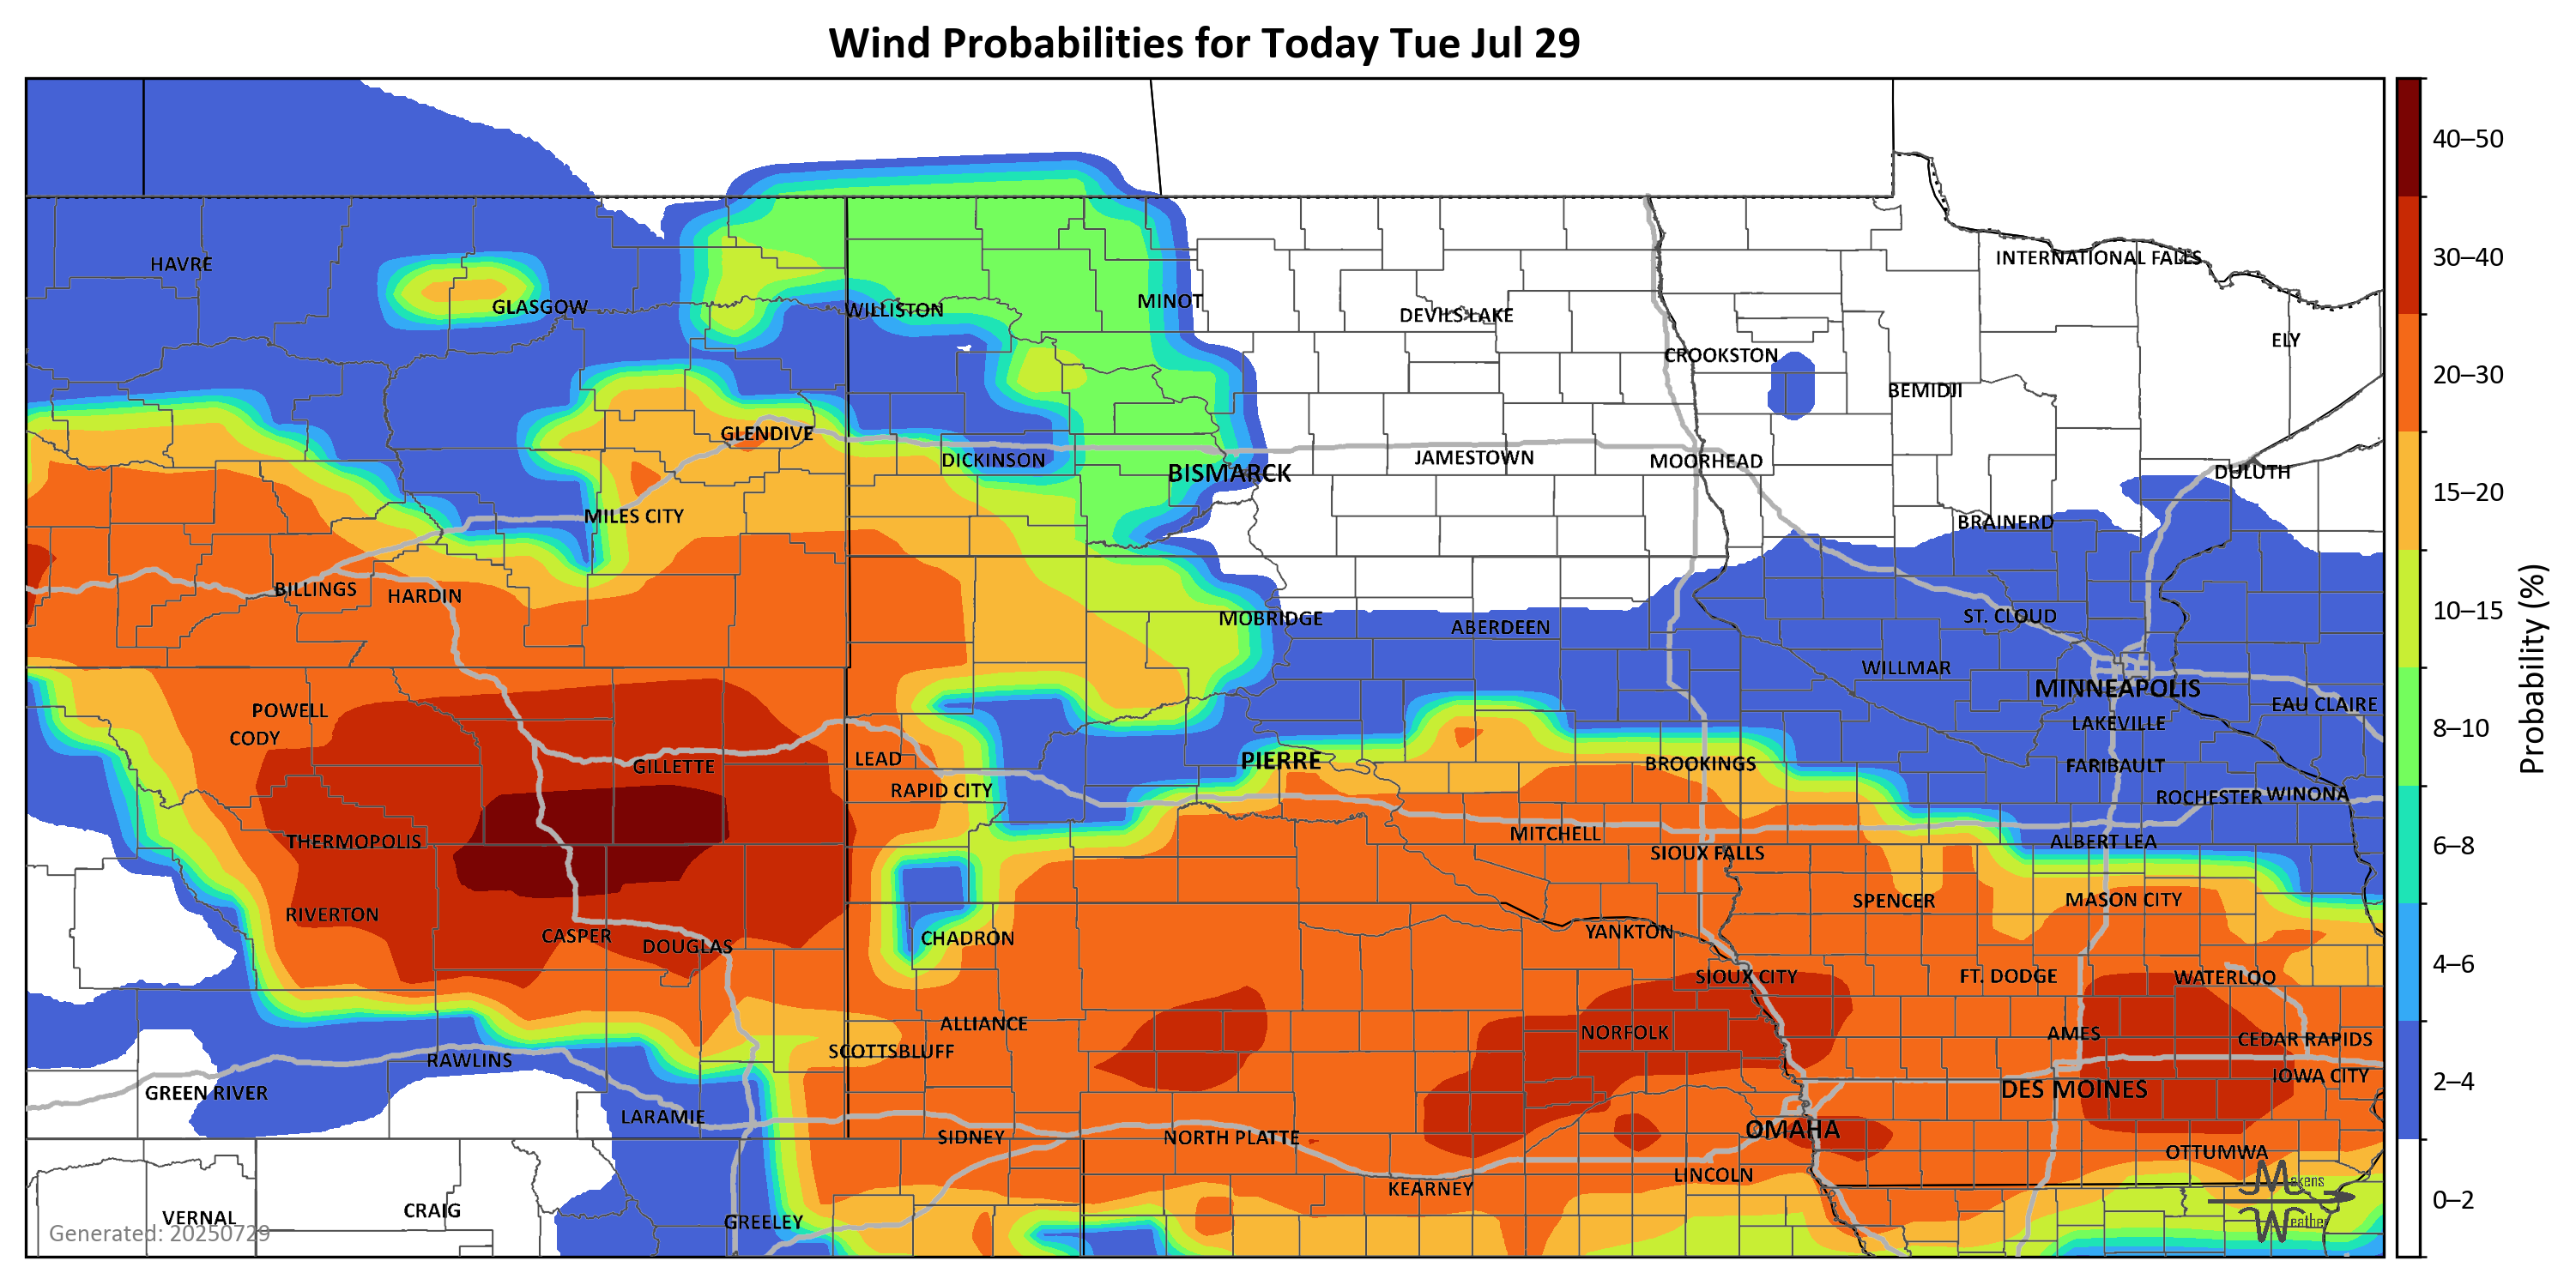 Wind Probabilities for Today Tue Jul 29
HAVRE
GLASGOW
WILLISTON
MINOT
DEVILS LAKE
INTERNATIONAL FALLS
ELY
CROOKSTON
BEMIDJI
GLENDIVE
DICKINSON
BISMARCK
JAMESTOWN
MOORHEAD
DULUTH
MILES CITY
BRAINERD
BILLINGS
HARDIN
MOBRIDGE
ABERDEEN
ST. CLOUD
WILLMAR
MINNEAPOLIS
EAU CLAIRE
POWELL
LAKEVILLE
CODY
GILLETTE
LEAD
PIERRE
BROOKINGS
FARIBAULT
RAPID CITY
ROCHESTER
WINONA
THERMOPOLIS
MITCHELL
ALBERT LEA
SIOUX FALLS
RIVERTON
SPENCER
MASON CITY
CASPER
DOUGLAS
CHADRON
YANKTON
SIOUX CITY
FT. DODGE
WATERLOO
ALLIANCE
NORFOLK
AMES
CEDAR RAPIDS
SCOTTSBLUFF
RAWLINS
GREEN RIVER
DES MOINES
IOWA CITY
LARAMIE
SIDNEY
NORTH PLATTE
OMAHA
OTTUMWA
LINCOLN
KEARNEY
VERNAL
CRAIG
GREELEY
Generated: 20250729
Makens
Weather
40–50
30–40
20–30
15–20
10–15
8–10
6–8
4–6
2–4
0–2
Probability (%)